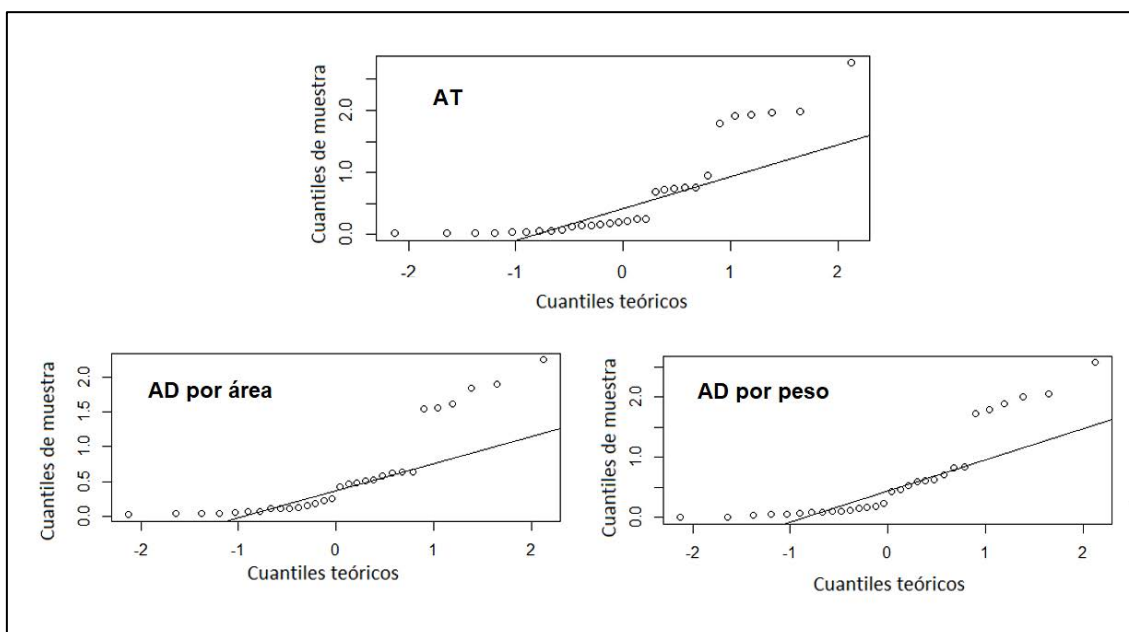 AT
Cuantiles de muestra
0.0 1.0 2.0
-2 -1 0 1 2
Cuantiles teóricos
AD por área
Cuantiles de muestra
0.0 0.5 1.0 1.5 2.0
-2 -1 0 1 2
Cuantiles teóricos
AD por peso
Cuantiles de muestra
0.0 1.0 2.0
-2 -1 0 1 2
Cuantiles teóricos